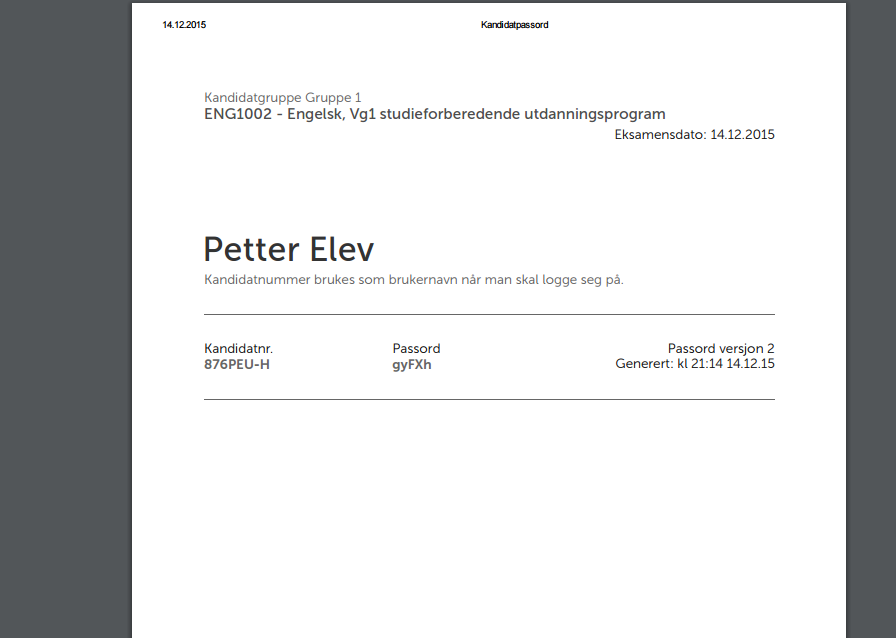 14.12.2015 Kandidatpassord
Kandidatgruppe Gruppe 1
ENG1002 - Engelsk, Vg1 studieforberedende utdanningsprogram
Eksamensdato: 14.12.2015
Petter Elev
Kandidatnummer brukes som brukernavn når man skal logge seg på.
Kandidatnr. Passord Passord versjon 2
876PEU-H gyFXh Generert: kl 21:14 14.12.15